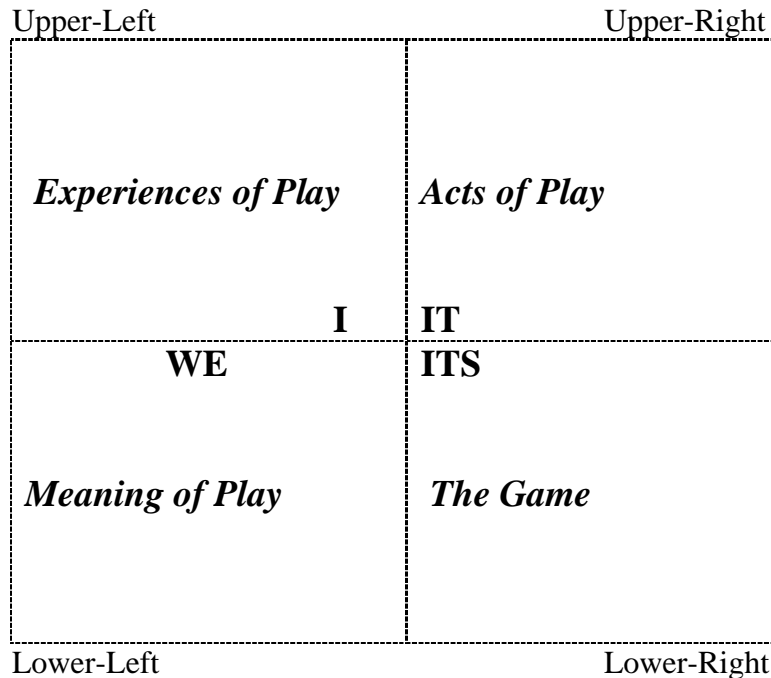 Upper-Left Upper-Right
Experiences of Play Acts of Play
I IT
WE ITS
Meaning of Play The Game
Lower-Left Lower-Right